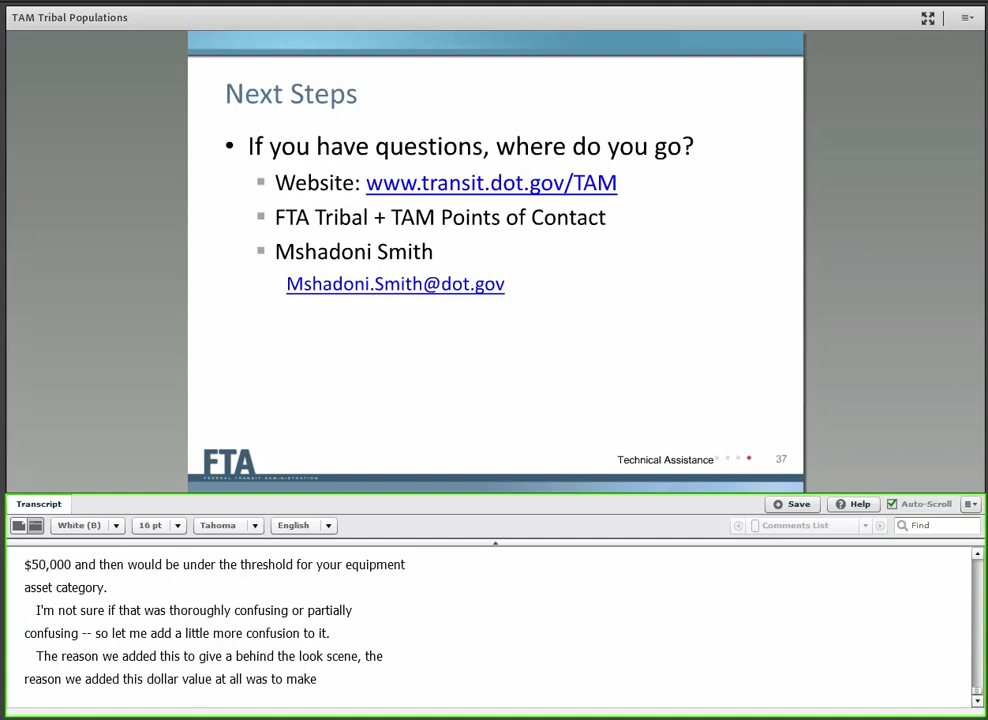 TAM Tribal Populations
Next Steps
• If you have questions, where do you go?
Website: www.transit.dot.gov/TAM
FTA Tribal + TAM Points of Contact
Mshadoni Smith
Mshadoni.Smith@dot.gov
FTA
FEDERAL TRANSIT ADMINISTRATION
Technical Assistance 37
Transcript Save Help Auto-Scroll
White (B) 16 pt Tahoma English Comments List Find
$50,000 and then would be under the threshold for your equipment
asset category.
I'm not sure if that was thoroughly confusing or partially
confusing -- so let me add a little more confusion to it.
The reason we added this to give a behind the look scene, the
reason we added this dollar value at all was to make